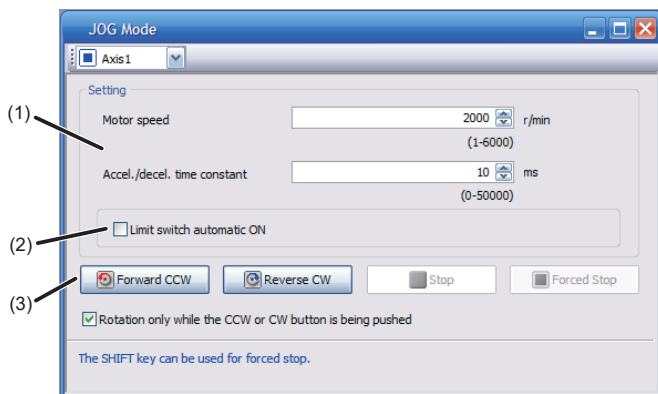 JOG Mode
Axis1
Setting
(1)
Motor speed 2000 r/min
(1-6000)
Accel./decel. time constant 10 ms
(0-50000)
(2)
Limit switch automatic ON
(3)
Forward CCW Reverse CW Stop Forced Stop
Rotation only while the CCW or CW button is being pushed
The SHIFT key can be used for forced stop.